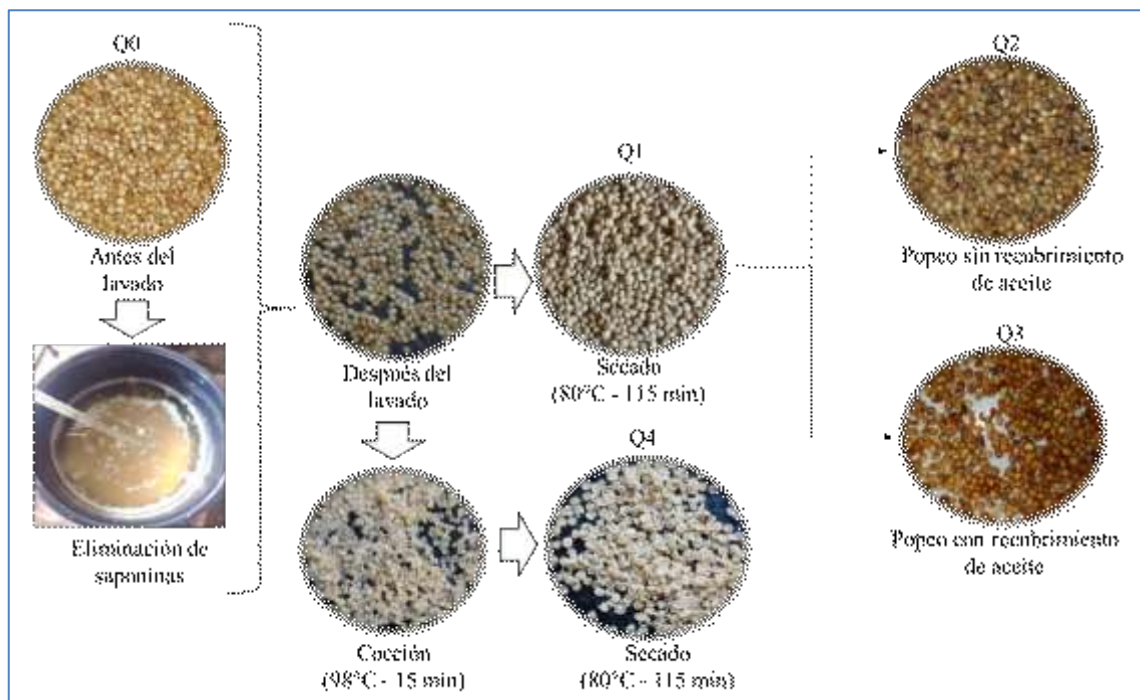 Q0
Antes del
lavado
Eliminación de
saponinas
Después del
lavado
Q1
Secado
(80°C - 115 min)
Cocción
(98°C - 15 min)
Q4
Secado
(80°C - 115 min)
Q2
Popeo sin recubrimiento
de aceite
Q3
Popeo con recubrimiento
de aceite